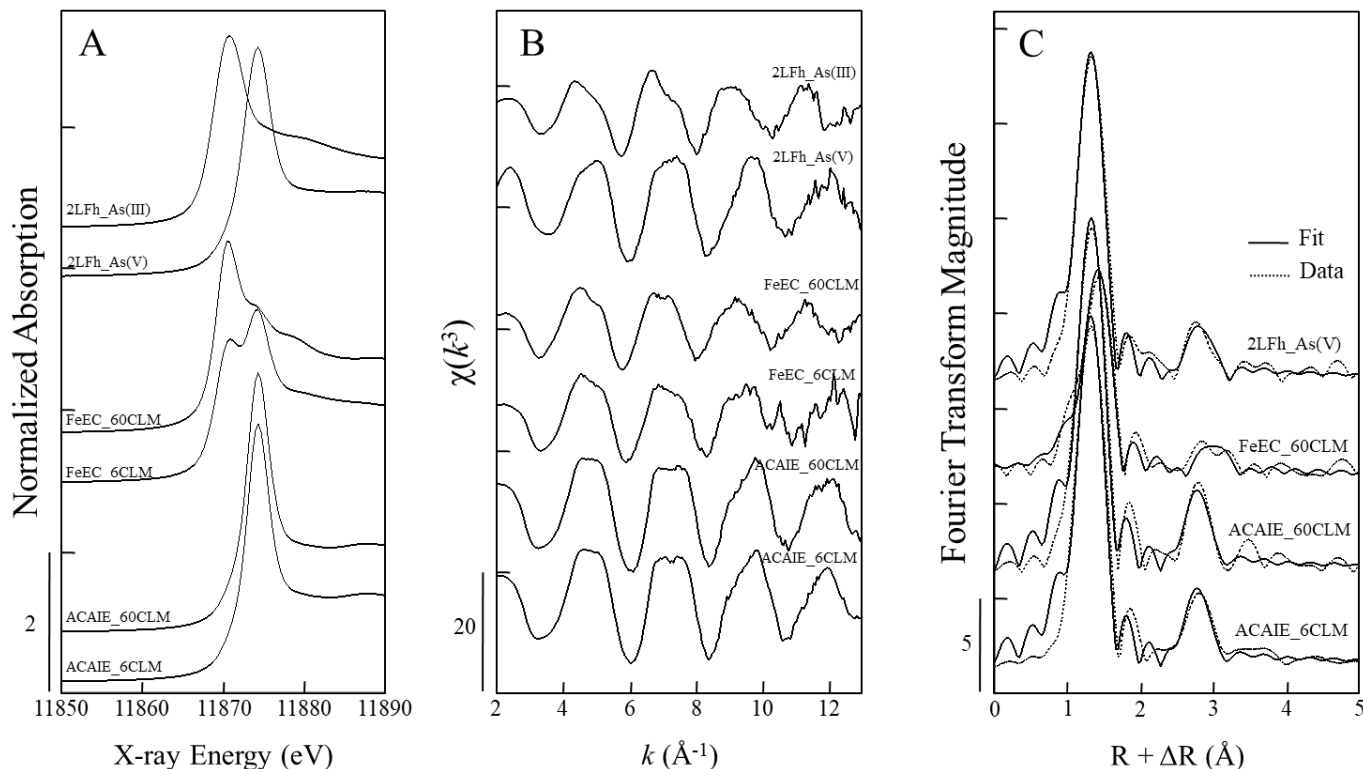 A
Normalized Absorption
2LFh_As(III)
2LFh_As(V)
FeEC_60CLM
FeEC_6CLM
ACAIE_60CLM
ACAIE_6CLM
2
11850 11860 11870 11880 11890
X-ray Energy (eV)
B
χ(k³)
2LFh_As(III)
2LFh_As(V)
FeEC_60CLM
FeEC_6CLM
ACAIE_60CLM
ACAIE_6CLM
20
2 4 6 8 10 12
k (Å⁻¹)
C
Fourier Transform Magnitude
Fit
Data
2LFh_As(V)
FeEC_60CLM
ACAIE_60CLM
ACAIE_6CLM
5
0 1 2 3 4 5
R + ΔR (Å)